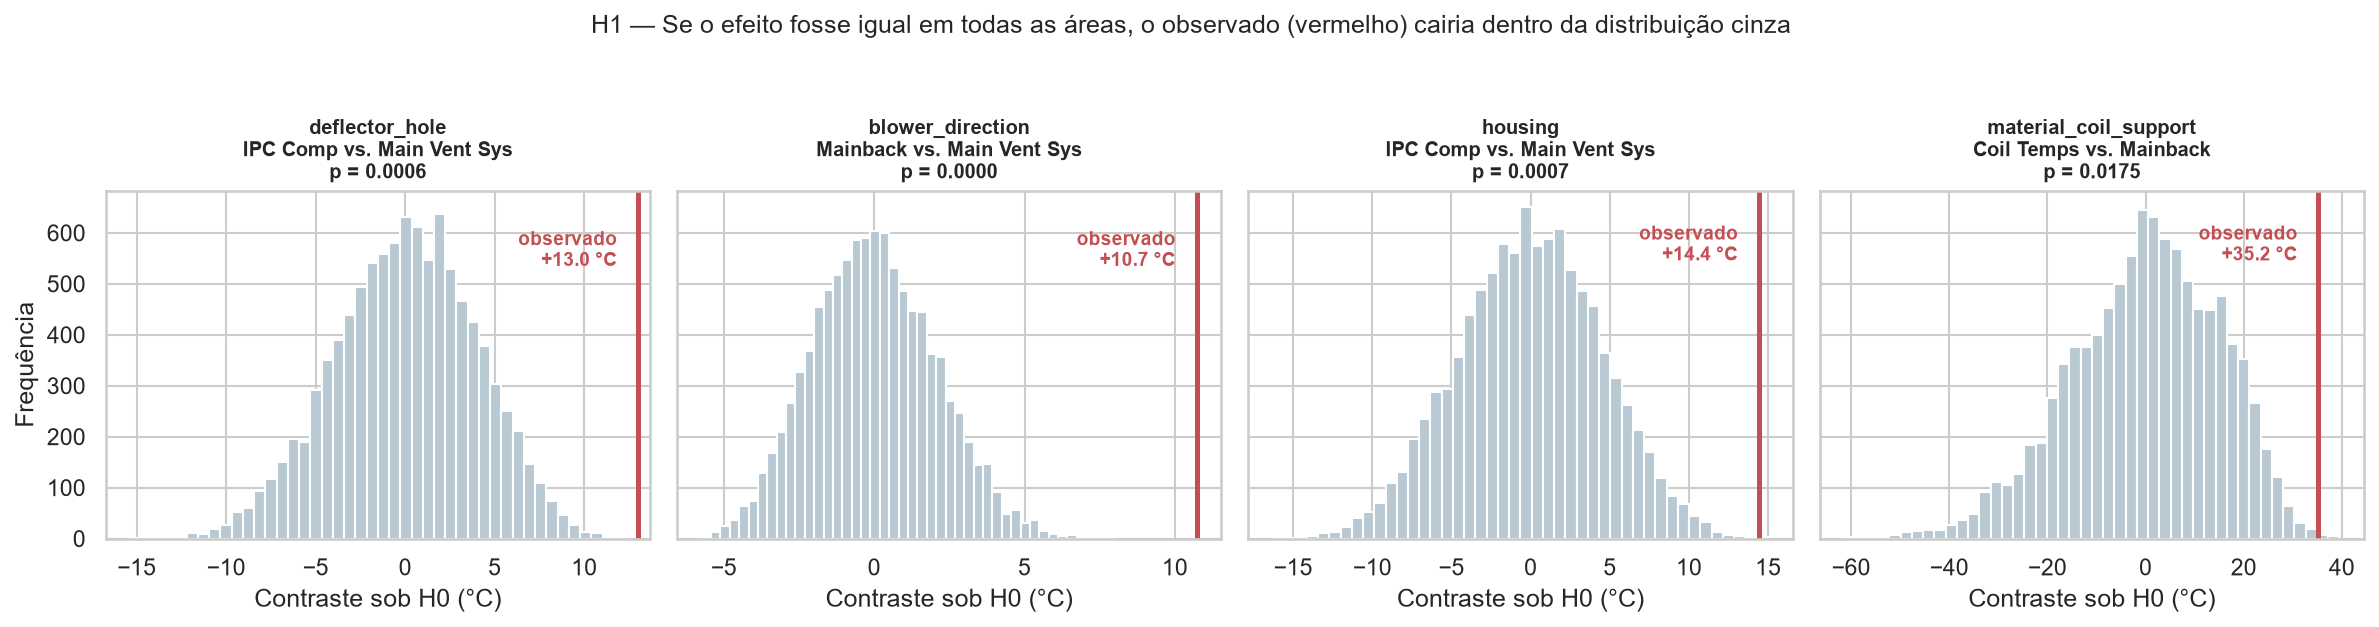 H1 — Se o efeito fosse igual em todas as áreas, o observado (vermelho) cairia dentro da distribuição cinza
deflector_hole
IPC Comp vs. Main Vent Sys
p = 0.0006
observado
+13.0 °C
Frequência
600
500
400
300
200
100
0
−15 −10 −5 0 5 10
Contraste sob H0 (°C)
blower_direction
Mainback vs. Main Vent Sys
p = 0.0000
observado
+10.7 °C
−5 0 5 10
Contraste sob H0 (°C)
housing
IPC Comp vs. Main Vent Sys
p = 0.0007
observado
+14.4 °C
−15 −10 −5 0 5 10 15
Contraste sob H0 (°C)
material_coil_support
Coil Temps vs. Mainback
p = 0.0175
observado
+35.2 °C
−60 −40 −20 0 20 40
Contraste sob H0 (°C)